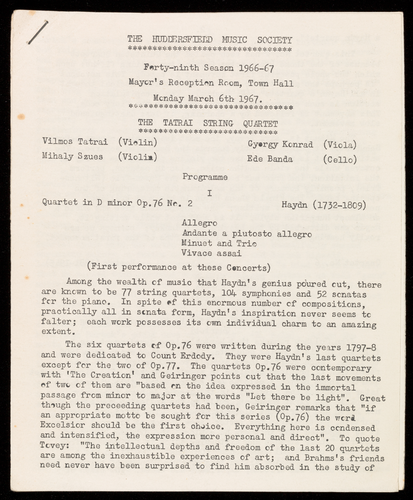 THE HUDDERSFIELD MUSIC SOCIETY
************************************
Forty-ninth Season 1966-67
Mayor's Reception Room, Town Hall
Monday March 6th 1967.
************************************
THE TATRAI STRING QUARTET
******************************
Vilmos Tatrai (Violin) Gyorgy Konrad (Viola)
Mihaly Szues (Violin) Ede Banda (Cello)
Programme
I
Quartet in D minor Op.76 No. 2 Haydn (1732-1809)
Allegro
Andante a piutosto allegro
Minuet and Trio
Vivace assai
(First performance at these Concerts)
Among the wealth of music that Haydn's genius poured out, there
are known to be 77 string quartets, 104 symphonies and 52 sonatas
for the piano. In spite of this enormous number of compositions,
practically all in sonata form, Haydn's inspiration never seems to
falter; each work possesses its own individual charm to an amazing
extent.
The six quartets of Op.76 were written during the years 1797-8
and were dedicated to Count Erdody. They were Haydn's last quartets
except for the two of Op.77. The quartets Op.76 were contemporary
with 'The Creation' and Geiringer points out that the last movements
of two of them are "based on the idea expressed in the immortal
passage from minor to major at the words "Let there be light". Great
though the proceeding quartets had been, Geiringer remarks that "if
an appropriate motto be sought for this series (Op.76) the word
Excelsior should be the first choice. Everything here is condensed
and intensified, the expression more personal and direct". To quote
Tovey: "The intellectual depths and freedom of the last 20 quartets
are among the inexhaustible experiences of art; and Brahms's friends
need never have been surprised to find him absorbed in the study of